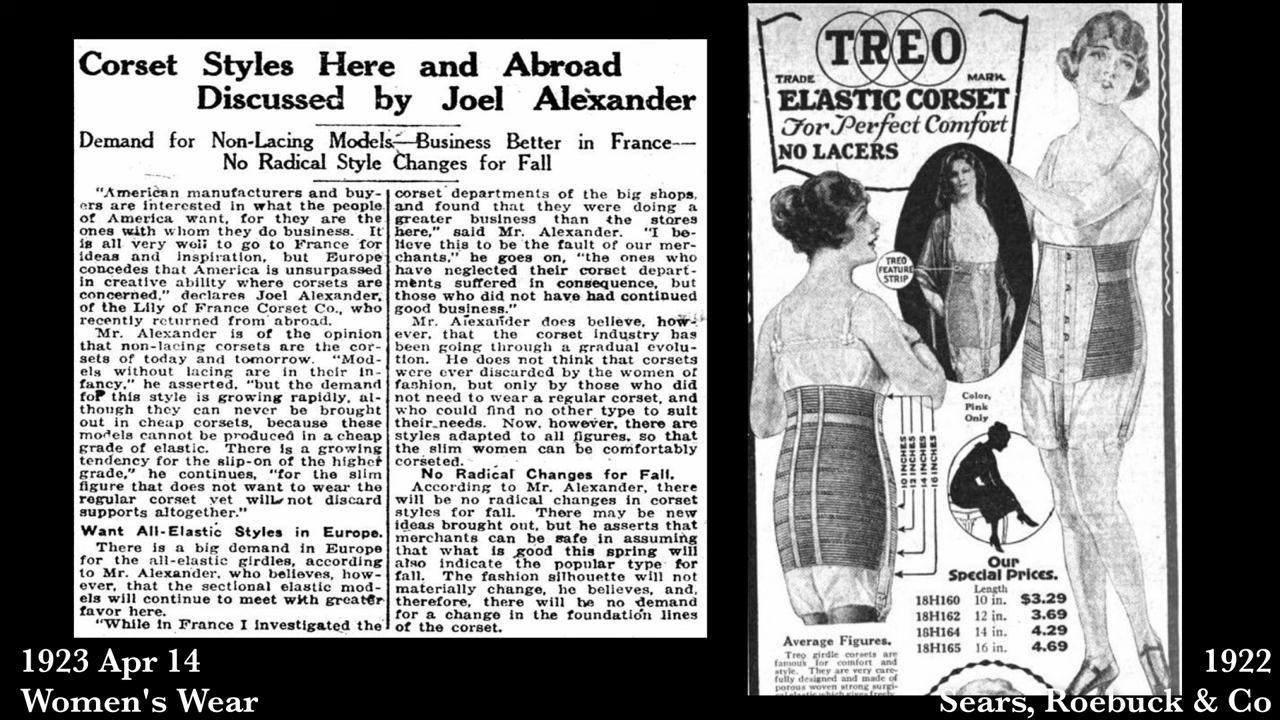 Corset Styles Here and Abroad
Discussed by Joel Alexander
Demand for Non-Lacing Models—Business Better in France—
No Radical Style Changes for Fall
"American manufacturers and buy-
ers are interested in what the people
of America want, for they are the
ones with whom they do business. It
is all very well to go to France for
ideas and inspiration, but Europe
concedes that America is unsurpassed
in creative ability where corsets are
concerned," declares Joel Alexander,
of the Lily of France Corset Co., who
recently returned from abroad.
Mr. Alexander is of the opinion
that non-lacing corsets are the cor-
sets of today and tomorrow. "Mod-
els without lacing are in their in-
fancy," he asserted, "but the demand
for this style is growing rapidly, al-
though they can never be brought
out in cheap corsets, because these
models cannot be produced in a cheap
grade of elastic. There is a growing
tendency for the slip-on of the higher
grade," he continues, "for the slim
figure that does not want to wear the
regular corset yet will not discard
supports altogether."
Want All-Elastic Styles in Europe.
There is a big demand in Europe
for the all-elastic girdles, according
to Mr. Alexander, who believes, how-
ever, that the sectional elastic mod-
els will continue to meet with greater
favor here.
"While in France I investigated the
corset departments of the big shops,
and found that they were doing a
greater business than the stores
here," said Mr. Alexander. "I be-
lieve this to be the fault of our mer-
chants," he goes on, "the ones who
have neglected their corset depart-
ments suffered in consequence, but
those who did not have had continued
good business."
Mr. Alexander does believe, how-
ever, that the corset industry has
been going through a gradual evolu-
tion. He does not think that corsets
were ever discarded by the women of
fashion, but only by those who did
not need to wear a regular corset, and
who could find no other type to suit
their needs. Now, however, there are
styles adapted to all figures, so that
the slim women can be comfortably
corseted.
No Radical Changes for Fall.
According to Mr. Alexander, there
will be no radical changes in corset
styles for fall. There may be new
ideas brought out, but he asserts that
merchants can be safe in assuming
that what is good this spring will
also indicate the popular type for
fall. The fashion silhouette will not
materially change, he believes, and,
therefore, there will be no demand
for a change in the foundation lines
of the corset.
1923 Apr 14
Women's Wear
TREO
TRADE MARK
ELASTIC CORSET
For Perfect Comfort
NO LACERS
TREO
FEATURE
STRIP
Color,
Pink
Only
10 INCHES
12 INCHES
14 INCHES
16 INCHES
Our
Special Prices.
Length
18H160 10 in. $3.29
18H162 12 in. 3.69
18H164 14 in. 4.29
18H165 16 in. 4.69
Average Figures.
Treo girdle corsets are
famous for comfort and
style. They are very care-
fully designed and made of
porous woven strong surgi-
1922
Sears, Roebuck & Co